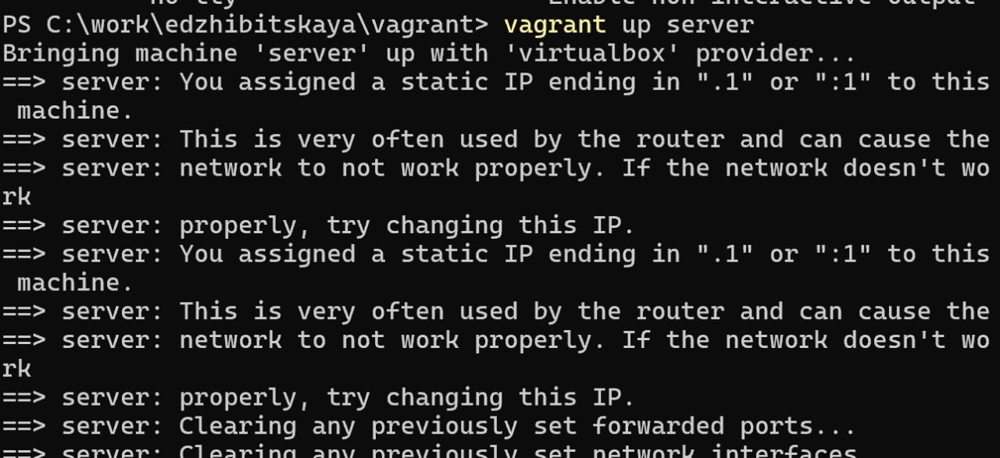 no tty                     Enable non-interactive output
PS C:\work\edzhibitskaya\vagrant> vagrant up server
Bringing machine 'server' up with 'virtualbox' provider...
==> server: You assigned a static IP ending in ".1" or ":1" to this
 machine.
==> server: This is very often used by the router and can cause the
==> server: network to not work properly. If the network doesn't wo
rk
==> server: properly, try changing this IP.
==> server: You assigned a static IP ending in ".1" or ":1" to this
 machine.
==> server: This is very often used by the router and can cause the
==> server: network to not work properly. If the network doesn't wo
rk
==> server: properly, try changing this IP.
==> server: Clearing any previously set forwarded ports...
==> server: Clearing any previously set network interfaces